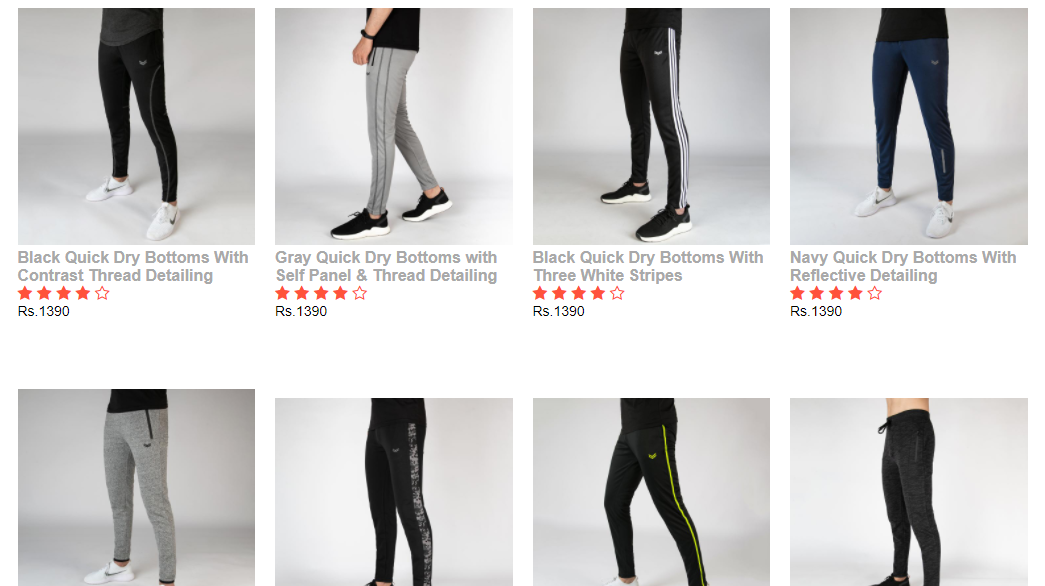 Black Quick Dry Bottoms With
Contrast Thread Detailing
Rs.1390
Gray Quick Dry Bottoms with
Self Panel & Thread Detailing
Rs.1390
Black Quick Dry Bottoms With
Three White Stripes
Rs.1390
Navy Quick Dry Bottoms With
Reflective Detailing
Rs.1390